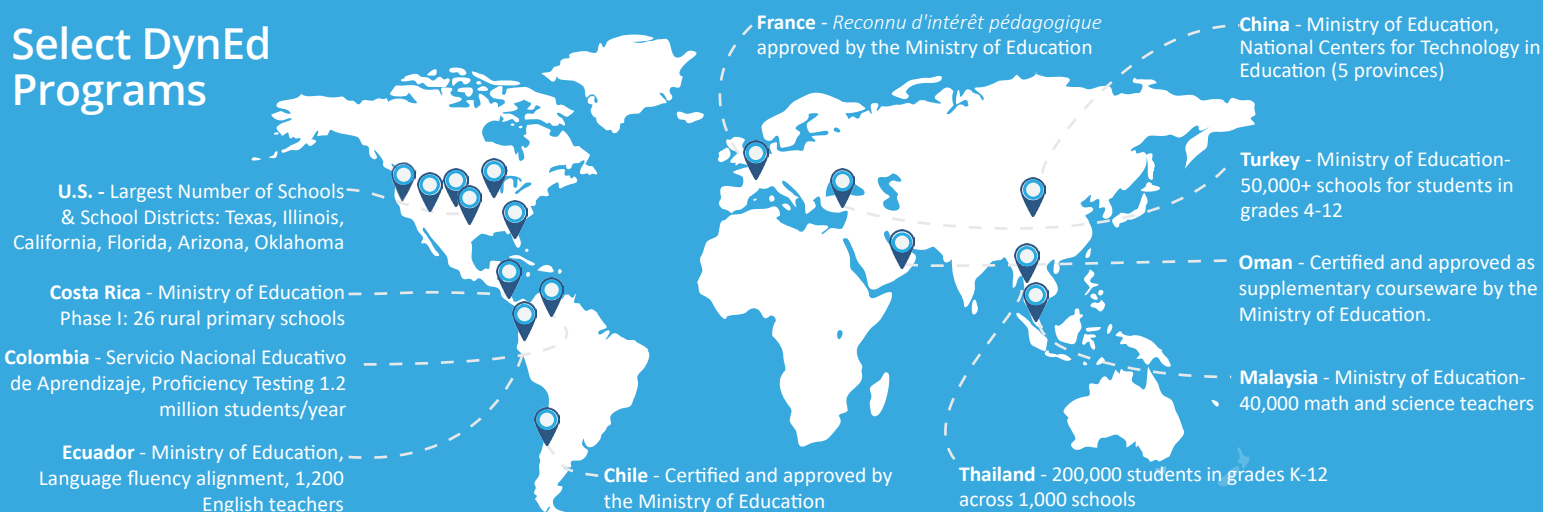 Select DynEd
Programs
U.S. - Largest Number of Schools
& School Districts: Texas, Illinois,
California, Florida, Arizona, Oklahoma
Costa Rica - Ministry of Education
Phase I: 26 rural primary schools
Colombia - Servicio Nacional Educativo
de Aprendizaje, Proficiency Testing 1.2
million students/year
Ecuador - Ministry of Education,
Language fluency alignment, 1,200
English teachers
France - Reconnu d'intérêt pédagogique
approved by the Ministry of Education
Chile - Certified and approved by
the Ministry of Education
China - Ministry of Education,
National Centers for Technology in
Education (5 provinces)
Turkey - Ministry of Education-
50,000+ schools for students in
grades 4-12
Oman - Certified and approved as
supplementary courseware by the
Ministry of Education.
Malaysia - Ministry of Education-
40,000 math and science teachers
Thailand - 200,000 students in grades K-12
across 1,000 schools